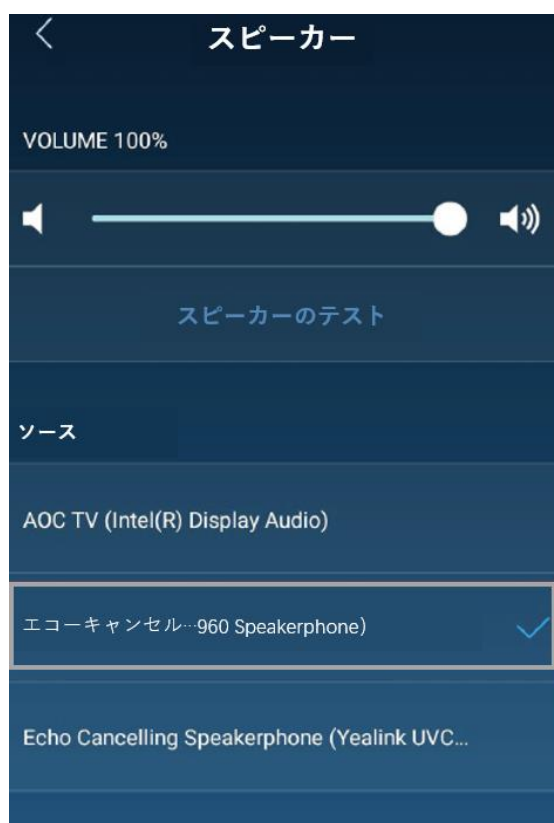 スピーカー
VOLUME 100%
スピーカーのテスト
ソース
AOC TV (Intel(R) Display Audio)
エコーキャンセル…960 Speakerphone)
Echo Cancelling Speakerphone (Yealink UVC...